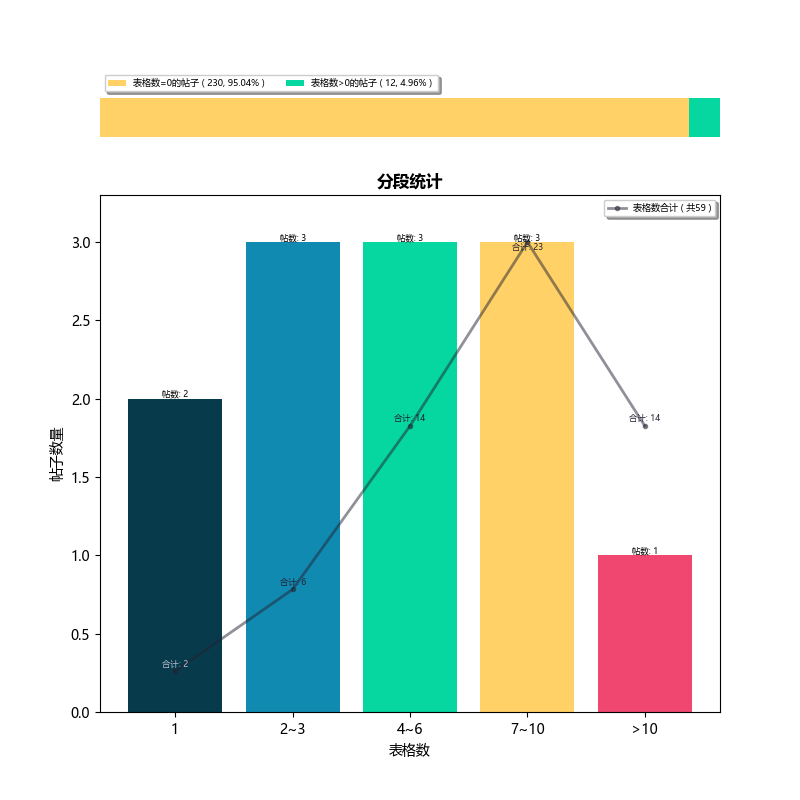 表格数=0的帖子 ( 230, 95.04% ) 表格数>0的帖子 ( 12, 4.96% )
分段统计
表格数合计 ( 共59 )
3.0
2.5
2.0
1.5
1.0
0.5
0.0
帖子数量
帖数: 2
帖数: 3
帖数: 3
帖数: 3
帖数: 1
合计: 2
合计: 6
合计: 14
合计: 23
合计: 14
1 2~3 4~6 7~10 >10
表格数